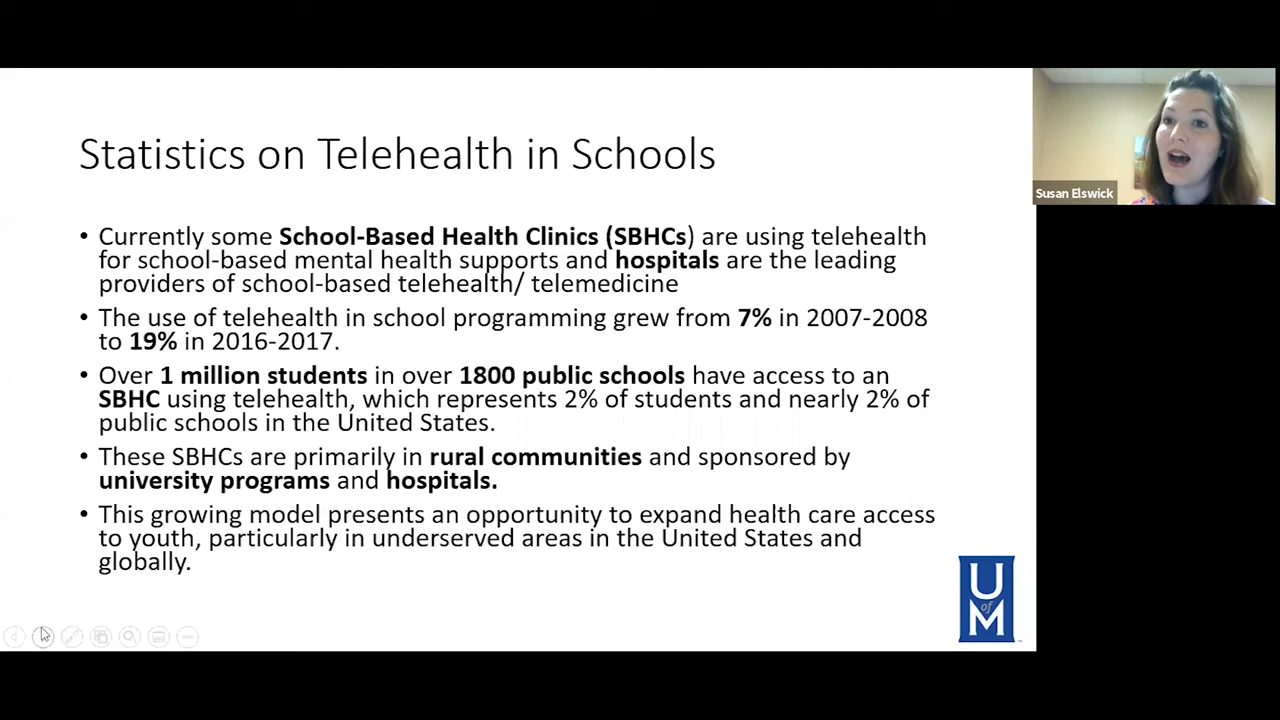 Statistics on Telehealth in Schools
Susan Elswick
• Currently some School-Based Health Clinics (SBHCs) are using telehealth
for school-based mental health supports and hospitals are the leading
providers of school-based telehealth/ telemedicine
• The use of telehealth in school programming grew from 7% in 2007-2008
to 19% in 2016-2017.
• Over 1 million students in over 1800 public schools have access to an
SBHC using telehealth, which represents 2% of students and nearly 2% of
public schools in the United States.
• These SBHCs are primarily in rural communities and sponsored by
university programs and hospitals.
• This growing model presents an opportunity to expand health care access
to youth, particularly in underserved areas in the United States and
globally.
U
of
M